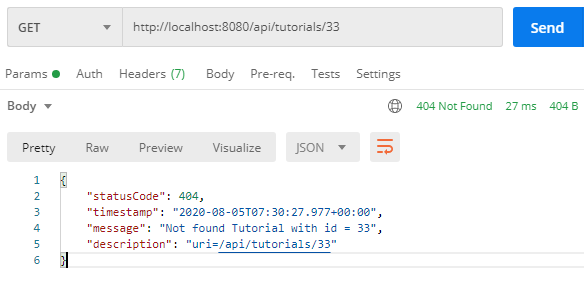 GET http://localhost:8080/api/tutorials/33 Send
Params Auth Headers (7) Body Pre-req. Tests Settings
Body 404 Not Found 27 ms 404 B
Pretty Raw Preview Visualize JSON
1 {
2 "statusCode": 404,
3 "timestamp": "2020-08-05T07:30:27.977+00:00",
4 "message": "Not found Tutorial with id = 33",
5 "description": "uri=/api/tutorials/33"
6 }